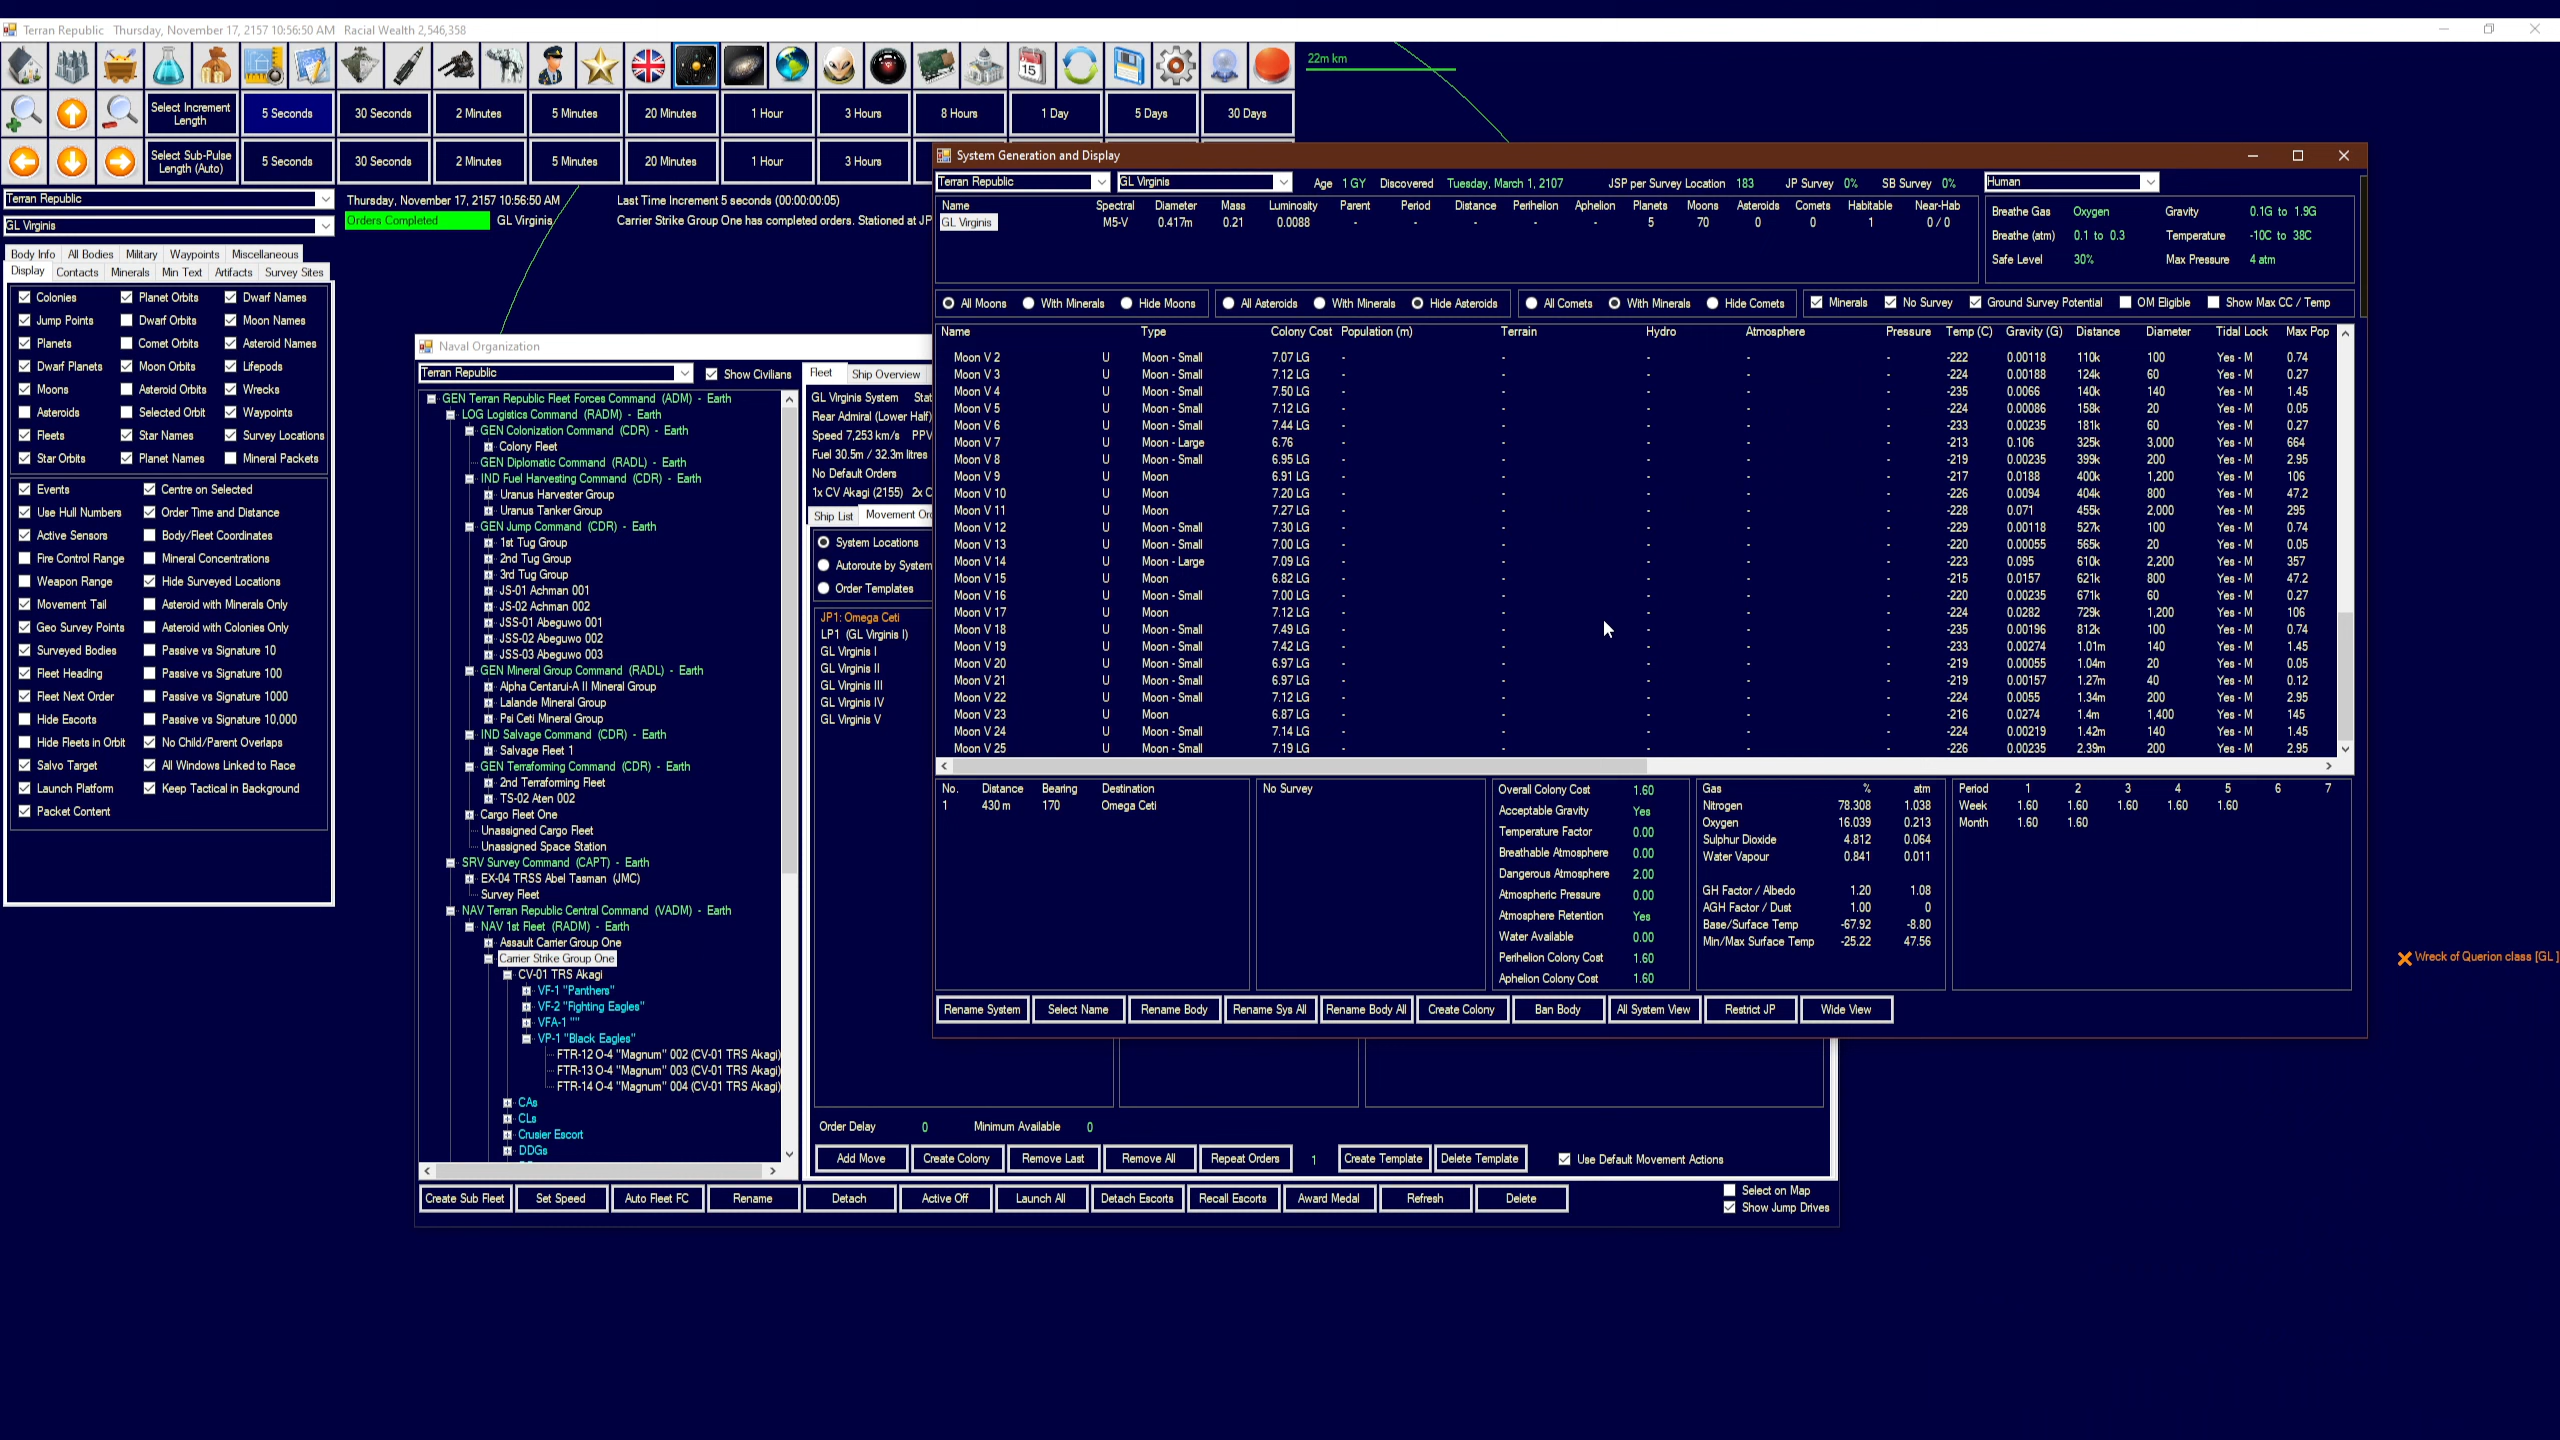 Terran Republic   Thursday, November 17, 2157 10:56:50 AM   Racial Wealth 2,546,358
22m km
Select Increment Length   5 Seconds   30 Seconds   2 Minutes   5 Minutes   20 Minutes   1 Hour   3 Hours   8 Hours   1 Day   5 Days   30 Days
Select Sub-Pulse Length (Auto)   5 Seconds   30 Seconds   2 Minutes   5 Minutes   20 Minutes   1 Hour   3 Hours
Terran Republic
GL Virginis
Thursday, November 17, 2157 10:56:50 AM   Last Time Increment 5 seconds (00:00:00:05)
Orders Completed   GL Virginis   Carrier Strike Group One has completed orders. Stationed at JP
Body Info   All Bodies   Military   Waypoints   Miscellaneous
Display   Contacts   Minerals   Min Text   Artifacts   Survey Sites
Colonies   Planet Orbits   Dwarf Names
Jump Points   Dwarf Orbits   Moon Names
Planets   Comet Orbits   Asteroid Names
Dwarf Planets   Moon Orbits   Lifepods
Moons   Asteroid Orbits   Wrecks
Asteroids   Selected Orbit   Waypoints
Fleets   Star Names   Survey Locations
Star Orbits   Planet Names   Mineral Packets
Events   Centre on Selected
Use Hull Numbers   Order Time and Distance
Active Sensors   Body/Fleet Coordinates
Fire Control Range   Mineral Concentrations
Weapon Range   Hide Surveyed Locations
Movement Tail   Asteroid with Minerals Only
Geo Survey Points   Asteroid with Colonies Only
Surveyed Bodies   Passive vs Signature 10
Fleet Heading   Passive vs Signature 100
Fleet Next Order   Passive vs Signature 1000
Hide Escorts   Passive vs Signature 10,000
Hide Fleets in Orbit   No Child/Parent Overlaps
Salvo Target   All Windows Linked to Race
Launch Platform   Keep Tactical in Background
Packet Content
Naval Organization
Terran Republic   Show Civilians
GEN Terran Republic Fleet Forces Command (ADM) - Earth
LOG Logistics Command (RADM) - Earth
GEN Colonization Command (CDR) - Earth
Colony Fleet
GEN Diplomatic Command (RADL) - Earth
IND Fuel Harvesting Command (CDR) - Earth
Uranus Harvester Group
Uranus Tanker Group
GEN Jump Command (CDR) - Earth
1st Tug Group
2nd Tug Group
3rd Tug Group
JS-01 Achman 001
JS-02 Achman 002
JSS-01 Abeguwo 001
JSS-02 Abeguwo 002
JSS-03 Abeguwo 003
GEN Mineral Group Command (RADL) - Earth
Alpha Centarui-A II Mineral Group
Lalande Mineral Group
Psi Ceti Mineral Group
IND Salvage Command (CDR) - Earth
Salvage Fleet 1
GEN Terraforming Command (CDR) - Earth
2nd Terraforming Fleet
TS-02 Aten 002
Cargo Fleet One
Unassigned Cargo Fleet
Unassigned Space Station
SRV Survey Command (CAPT) - Earth
EX-04 TRSS Abel Tasman (JMC)
Survey Fleet
NAV Terran Republic Central Command (VADM) - Earth
NAV 1st Fleet (RADM) - Earth
Assault Carrier Group One
Carrier Strike Group One
CV-01 TRS Akagi
VF-1 "Panthers"
VF-2 "Fighting Eagles"
VFA-1 ""
VP-1 "Black Eagles"
FTR-12 O-4 "Magnum" 002 (CV-01 TRS Akagi)
FTR-13 O-4 "Magnum" 003 (CV-01 TRS Akagi)
FTR-14 O-4 "Magnum" 004 (CV-01 TRS Akagi)
CAs
CLs
Crusier Escort
DDGs
Fleet   Ship Overview
GL Virginis System   Stat
Rear Admiral (Lower Half)
Speed 7,253 km/s   PPV
Fuel 30.5m / 32.3m litres
No Default Orders
1x CV Akagi (2155)   2x C
Ship List   Movement Ord
System Locations
Autoroute by System
Order Templates
JP1: Omega Ceti
LP1 (GL Virginis I)
GL Virginis I
GL Virginis II
GL Virginis III
GL Virginis IV
GL Virginis V
Order Delay   0   Minimum Available   0
Add Move   Create Colony   Remove Last   Remove All   Repeat Orders   1   Create Template   Delete Template   Use Default Movement Actions
Create Sub Fleet   Set Speed   Auto Fleet FC   Rename   Detach   Active Off   Launch All   Detach Escorts   Recall Escorts   Award Medal   Refresh   Delete
Select on Map
Show Jump Drives
System Generation and Display
Terran Republic   GL Virginis   Age   1 GY   Discovered   Tuesday, March 1, 2107   JSP per Survey Location   183   JP Survey   0%   SB Survey   0%   Human
Name   Spectral   Diameter   Mass   Luminosity   Parent   Period   Distance   Perihelion   Aphelion   Planets   Moons   Asteroids   Comets   Habitable   Near-Hab
GL Virginis   M5-V   0.417m   0.21   0.0088   -   -   -   -   -   5   70   0   0   1   0 / 0
Breathe Gas   Oxygen   Gravity   0.1G to 1.9G
Breathe (atm)   0.1 to 0.3   Temperature   -10C to 38C
Safe Level   30%   Max Pressure   4 atm
All Moons   With Minerals   Hide Moons   All Asteroids   With Minerals   Hide Asteroids   All Comets   With Minerals   Hide Comets   Minerals   No Survey   Ground Survey Potential   OM Eligible   Show Max CC / Temp
Name   Type   Colony Cost   Population (m)   Terrain   Hydro   Atmosphere   Pressure   Temp (C)   Gravity (G)   Distance   Diameter   Tidal Lock   Max Pop
Moon V 2   U   Moon - Small   7.07 LG   -   -   -   -   -   -222   0.00118   110k   100   Yes - M   0.74
Moon V 3   U   Moon - Small   7.12 LG   -   -   -   -   -   -224   0.00188   124k   60   Yes - M   0.27
Moon V 4   U   Moon - Small   7.50 LG   -   -   -   -   -   -235   0.0066   140k   140   Yes - M   1.45
Moon V 5   U   Moon - Small   7.12 LG   -   -   -   -   -   -224   0.00086   158k   20   Yes - M   0.05
Moon V 6   U   Moon - Small   7.44 LG   -   -   -   -   -   -233   0.00235   181k   60   Yes - M   0.27
Moon V 7   U   Moon - Large   6.76   -   -   -   -   -   -213   0.106   325k   3,000   Yes - M   664
Moon V 8   U   Moon - Small   6.95 LG   -   -   -   -   -   -219   0.00235   399k   200   Yes - M   2.95
Moon V 9   U   Moon   6.91 LG   -   -   -   -   -   -217   0.0188   400k   1,200   Yes - M   106
Moon V 10   U   Moon   7.20 LG   -   -   -   -   -   -226   0.0094   404k   800   Yes - M   47.2
Moon V 11   U   Moon   7.27 LG   -   -   -   -   -   -228   0.071   455k   2,000   Yes - M   295
Moon V 12   U   Moon - Small   7.30 LG   -   -   -   -   -   -229   0.00118   527k   100   Yes - M   0.74
Moon V 13   U   Moon - Small   7.00 LG   -   -   -   -   -   -220   0.00055   565k   20   Yes - M   0.05
Moon V 14   U   Moon - Large   7.09 LG   -   -   -   -   -   -223   0.095   610k   2,200   Yes - M   357
Moon V 15   U   Moon   6.82 LG   -   -   -   -   -   -215   0.0157   621k   800   Yes - M   47.2
Moon V 16   U   Moon - Small   7.00 LG   -   -   -   -   -   -220   0.00235   671k   60   Yes - M   0.27
Moon V 17   U   Moon   7.12 LG   -   -   -   -   -   -224   0.0282   729k   1,200   Yes - M   106
Moon V 18   U   Moon - Small   7.49 LG   -   -   -   -   -   -235   0.00196   812k   100   Yes - M   0.74
Moon V 19   U   Moon - Small   7.42 LG   -   -   -   -   -   -233   0.00274   1.01m   140   Yes - M   1.45
Moon V 20   U   Moon - Small   6.97 LG   -   -   -   -   -   -219   0.00055   1.04m   20   Yes - M   0.05
Moon V 21   U   Moon - Small   6.97 LG   -   -   -   -   -   -219   0.00157   1.27m   40   Yes - M   0.12
Moon V 22   U   Moon - Small   7.12 LG   -   -   -   -   -   -224   0.0055   1.34m   200   Yes - M   2.95
Moon V 23   U   Moon   6.87 LG   -   -   -   -   -   -216   0.0274   1.4m   1,400   Yes - M   145
Moon V 24   U   Moon - Small   7.14 LG   -   -   -   -   -   -224   0.00219   1.42m   140   Yes - M   1.45
Moon V 25   U   Moon - Small   7.19 LG   -   -   -   -   -   -226   0.00235   2.39m   200   Yes - M   2.95
No.   Distance   Bearing   Destination
1   430 m   170   Omega Ceti
No Survey
Overall Colony Cost   1.60
Acceptable Gravity   Yes
Temperature Factor   0.00
Breathable Atmosphere   0.00
Dangerous Atmosphere   2.00
Atmospheric Pressure   0.00
Atmosphere Retention   Yes
Water Available   0.00
Perihelion Colony Cost   1.60
Aphelion Colony Cost   1.60
Gas   %   atm
Nitrogen   78.308   1.038
Oxygen   16.039   0.213
Sulphur Dioxide   4.812   0.064
Water Vapour   0.841   0.011
GH Factor / Albedo   1.20   1.08
AGH Factor / Dust   1.00   0
Base/Surface Temp   -67.92   -8.80
Min/Max Surface Temp   -25.22   47.56
Period   1   2   3   4   5   6   7
Week   1.60   1.60   1.60   1.60   1.60
Month   1.60   1.60
Rename System   Select Name   Rename Body   Rename Sys All   Rename Body All   Create Colony   Ban Body   All System View   Restrict JP   Wide View
Wreck of Querion class [GL ]